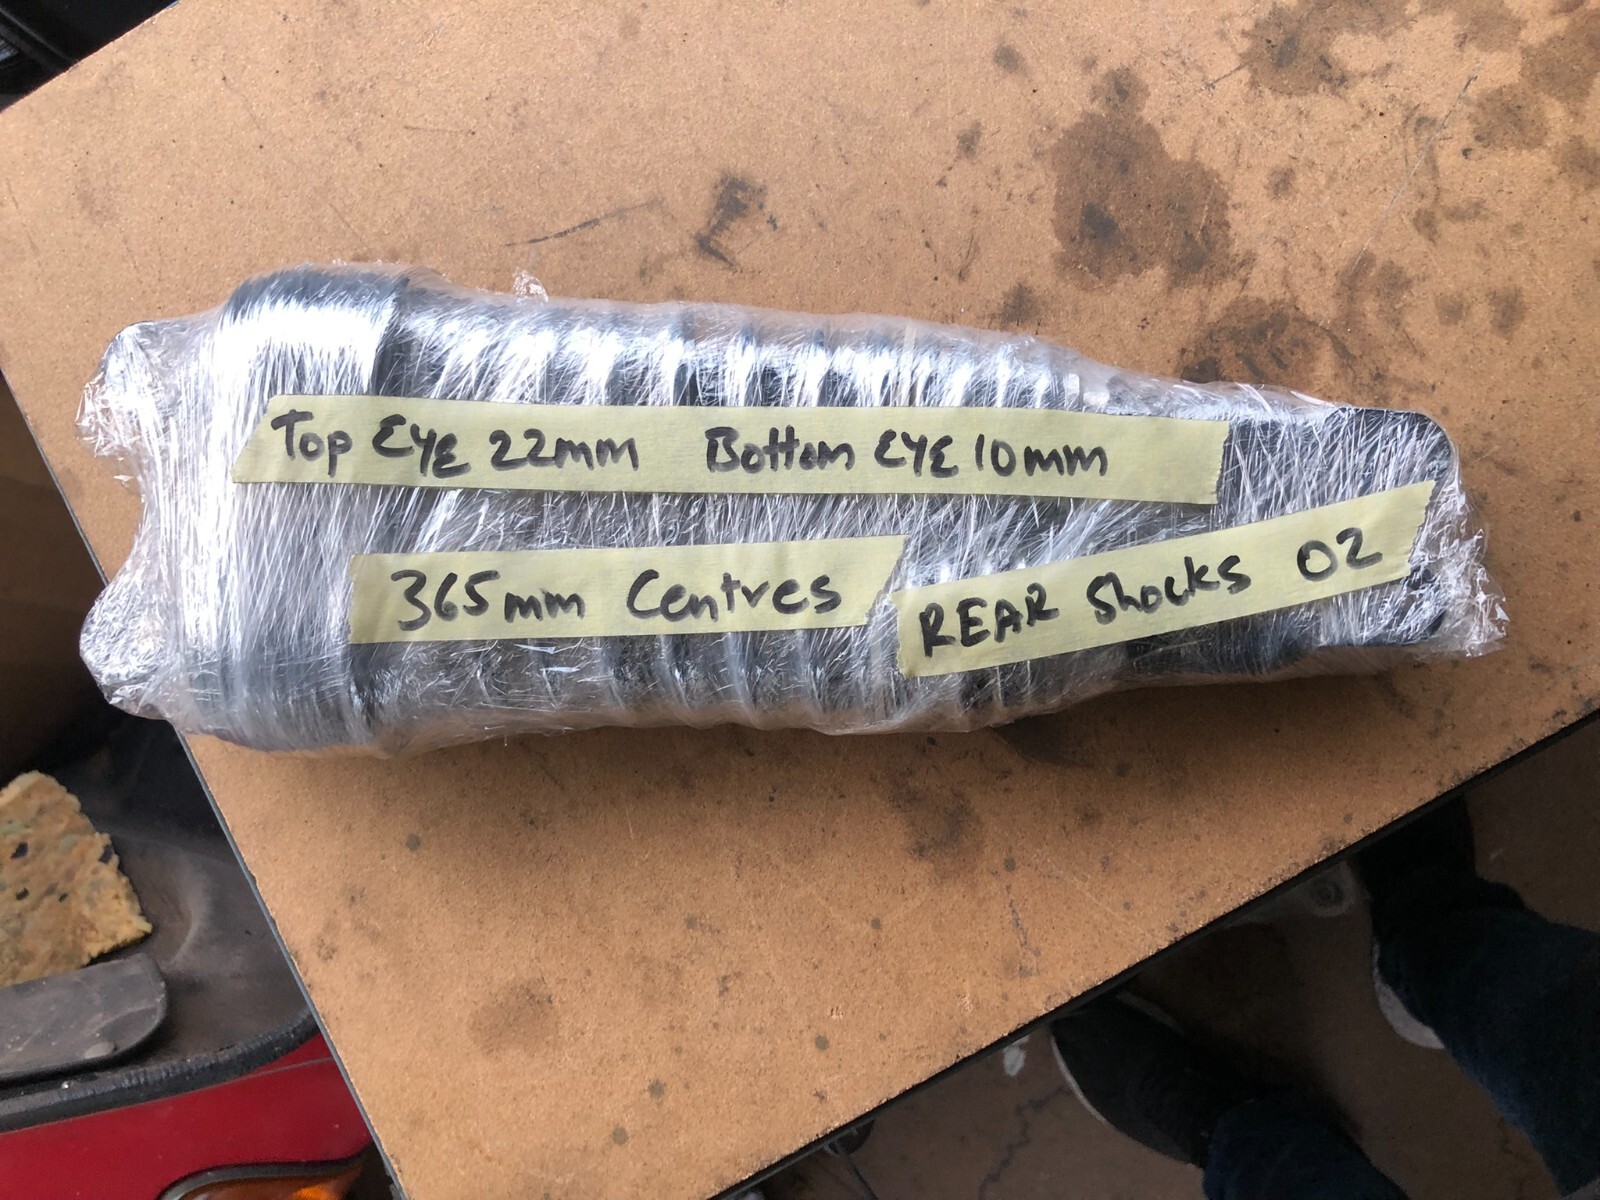 Top EYE 22mm Bottom EYE 10mm
365mm Centres
REAR Shocks 02